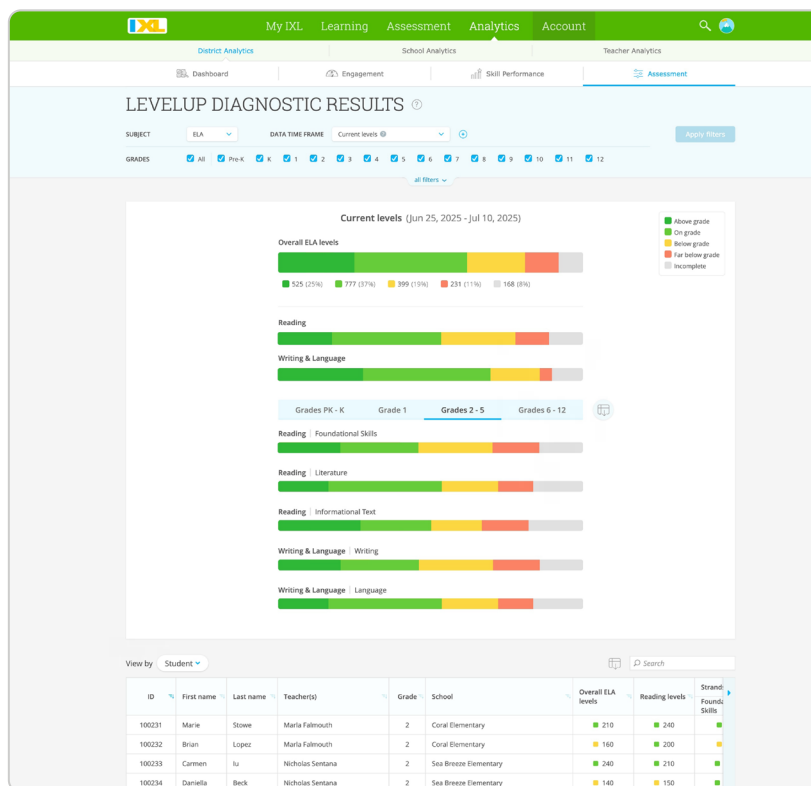 IXL My IXL Learning Assessment Analytics Account
District Analytics School Analytics Teacher Analytics
Dashboard Engagement Skill Performance Assessment
LEVELUP DIAGNOSTIC RESULTS ?
SUBJECT ELA DATA TIME FRAME Current levels Apply filters
GRADES All Pre-K K 1 2 3 4 5 6 7 8 9 10 11 12
all filters
Current levels (Jun 25, 2025 - Jul 10, 2025)
Above grade
On grade
Below grade
Far below grade
Incomplete
Overall ELA levels
525 (25%) 777 (37%) 399 (19%) 231 (11%) 168 (8%)
Reading
Writing & Language
Grades PK - K Grade 1 Grades 2 - 5 Grades 6 - 12
Reading | Foundational Skills
Reading | Literature
Reading | Informational Text
Writing & Language | Writing
Writing & Language | Language
View by Student Search
ID First name Last name Teacher(s) Grade School Overall ELA levels Reading levels Strand Founda Skills
100231 Marie Stowe Marla Falmouth 2 Coral Elementary 210 240
100232 Brian Lopez Marla Falmouth 2 Coral Elementary 160 200
100233 Carmen Iu Nicholas Sentana 2 Sea Breeze Elementary 240 210
100234 Daniella Beck Nicholas Sentana 2 Sea Breeze Elementary 140 150